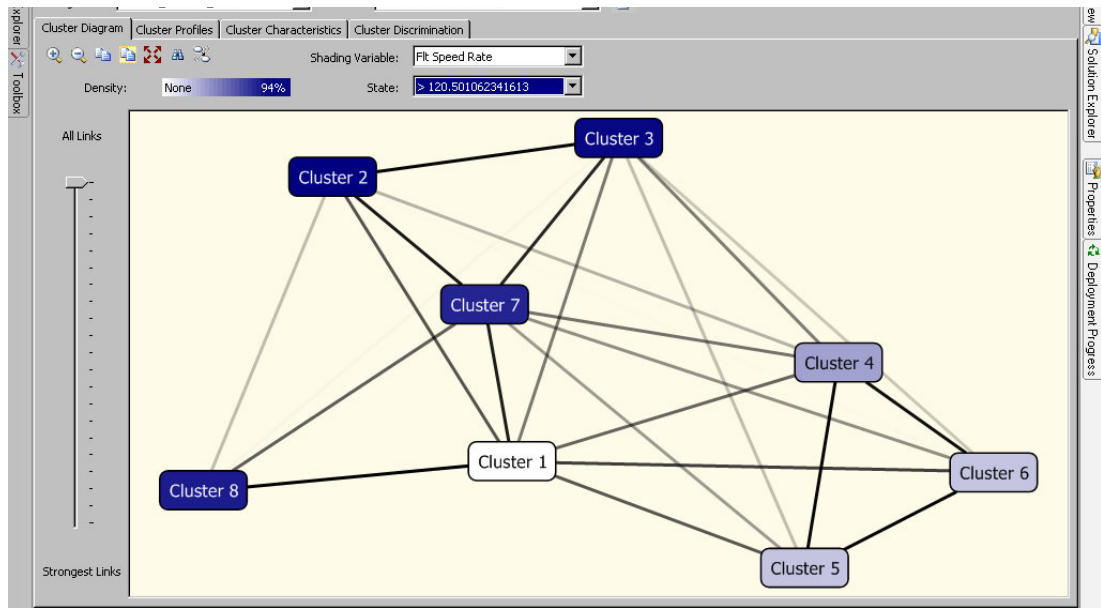 Cluster Diagram Cluster Profiles Cluster Characteristics Cluster Discrimination
Shading Variable: Flt Speed Rate
Density: None 94% State: > 120.501062341613
All Links
Cluster 3
Cluster 2
Cluster 7
Cluster 4
Cluster 1
Cluster 6
Cluster 8
Cluster 5
Strongest Links
Toolbox
Solution Explorer
Properties
Deployment Progress